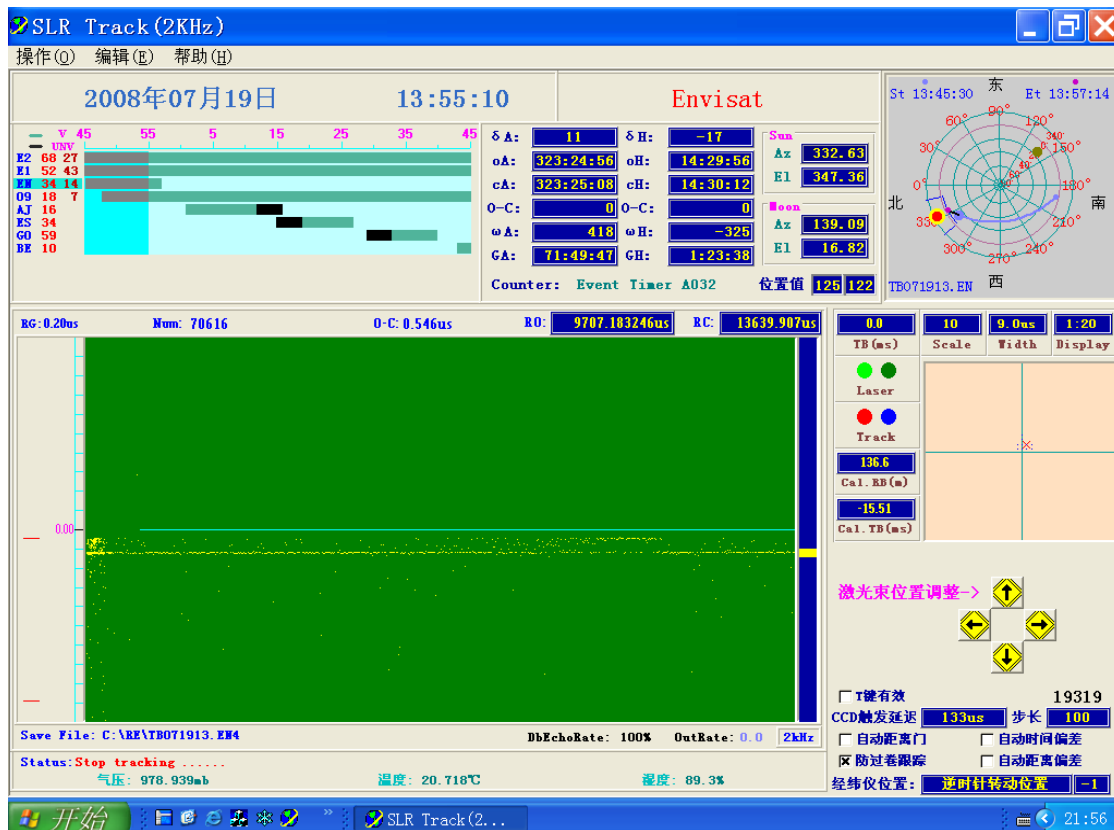 SLR Track(2KHz)
操作(O) 编辑(E) 帮助(H)
2008年07月19日 13:55:10 Envisat
St 13:45:30 东 Et 13:57:14
90°
60° 120°
30° 150°
0° 180°
北 南
330° 210°
300° 240°
270°
西
TB071913.EN
V 45 55 5 15 25 35 45
UNV
E2 68 27
E1 52 43
EN 34 14
O9 18 7
AJ 16
ES 34
GO 59
BE 10
δA: 11 δH: -17
oA: 323:24:56 oH: 14:29:56
cA: 323:25:08 cH: 14:30:12
O-C: 0 O-C: 0
ωA: 418 ωH: -325
GA: 71:49:47 GH: 1:23:38
Sun
Az 332.63
El 347.36
Moon
Az 139.09
El 16.82
Counter: Event Timer A032 位置值 125 122
RG:0.20us Num: 70616 O-C:0.546us RO: 9707.183246us RC: 13639.907us
0.00
0.0 10 9.0us 1:20
TB(ms) Scale Width Display
Laser
Track
136.6
Cal.RB(m)
-15.51
Cal.TB(ms)
激光束位置调整->
T键有效 19319
CCD触发延迟 133us 步长 100
自动距离门 自动时间偏差
防过卷跟踪 自动距离偏差
经纬仪位置: 逆时针转动位置 -1
Save File: C:\RE\TB071913.EN4 DbEchoRate: 100% OutRate: 0.0 2kHz
Status:Stop tracking ......
气压: 978.939mb 温度: 20.718℃ 湿度: 89.3%
开始 » SLR Track(2... 21:56